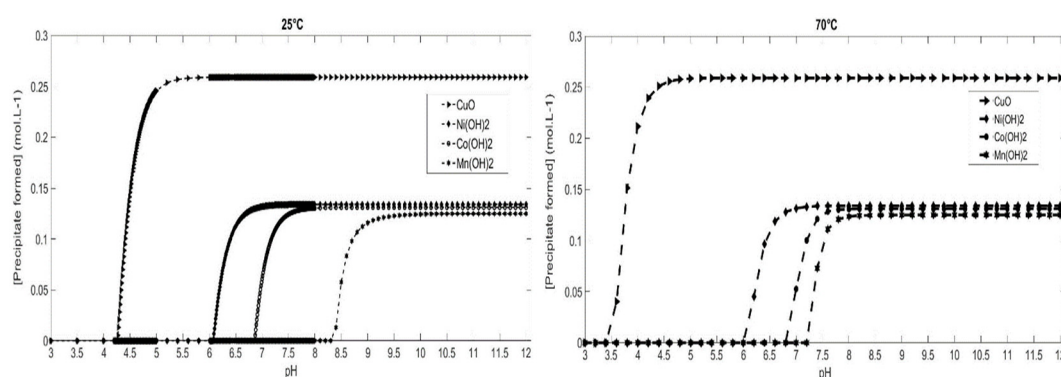 25°C
[Precipitate formed] (mol.L-1)
0.3
0.25
0.2
0.15
0.1
0.05
0
3 3.5 4 4.5 5 5.5 6 6.5 7 7.5 8 8.5 9 9.5 10 10.5 11 11.5 12
pH
CuO
Ni(OH)2
Co(OH)2
Mn(OH)2
70°C
[Precipitate formed] (mol.L-1)
0.3
0.25
0.2
0.15
0.1
0.05
0
3 3.5 4 4.5 5 5.5 6 6.5 7 7.5 8 8.5 9 9.5 10 10.5 11 11.5 12
pH
CuO
Ni(OH)2
Co(OH)2
Mn(OH)2